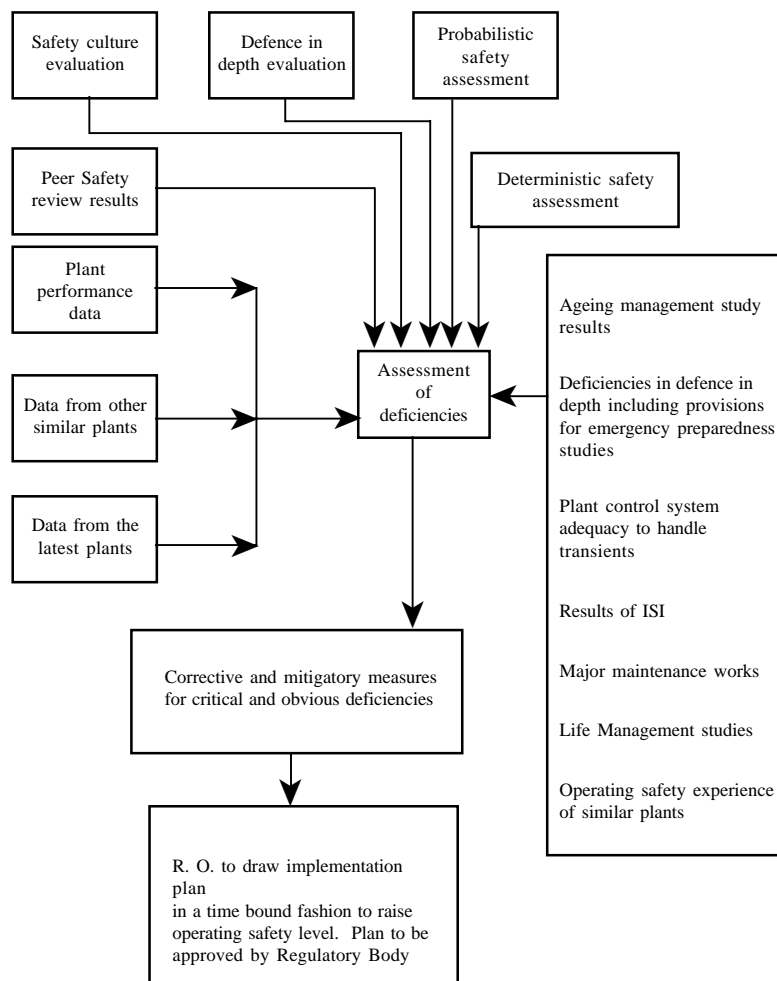 Safety culture
evaluation
Defence in
depth evaluation
Probabilistic
safety
assessment
Peer Safety
review results
Deterministic safety
assessment
Plant
performance
data
Data from other
similar plants
Data from the
latest plants
Assessment
of
deficiencies
Ageing management study
results
Deficiencies in defence in
depth including provisions
for emergency preparedness
studies
Plant control system
adequacy to handle
transients
Results of ISI
Major maintenance works
Life Management studies
Operating safety experience
of similar plants
Corrective and mitigatory measures
for critical and obvious deficiencies
R. O. to draw implementation
plan
in a time bound fashion to raise
operating safety level. Plan to be
approved by Regulatory Body